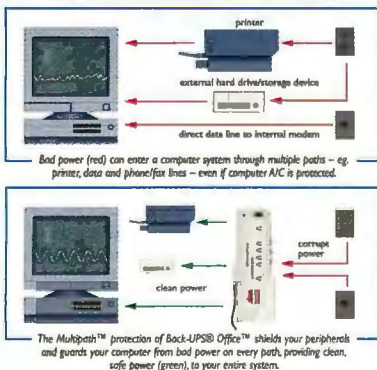 printer
external hard drive/storage device
direct data line to internal modem
Bad power (red) can enter a computer system through multiple paths – eg.
printer, data and phone/fax lines – even if computer A/C is protected.
corrupt
power
clean power
The Multipath™ protection of Back-UPS® Office™ shields your peripherals
and guards your computer from bad power on every path, providing clean,
safe power (green), to your entire system.